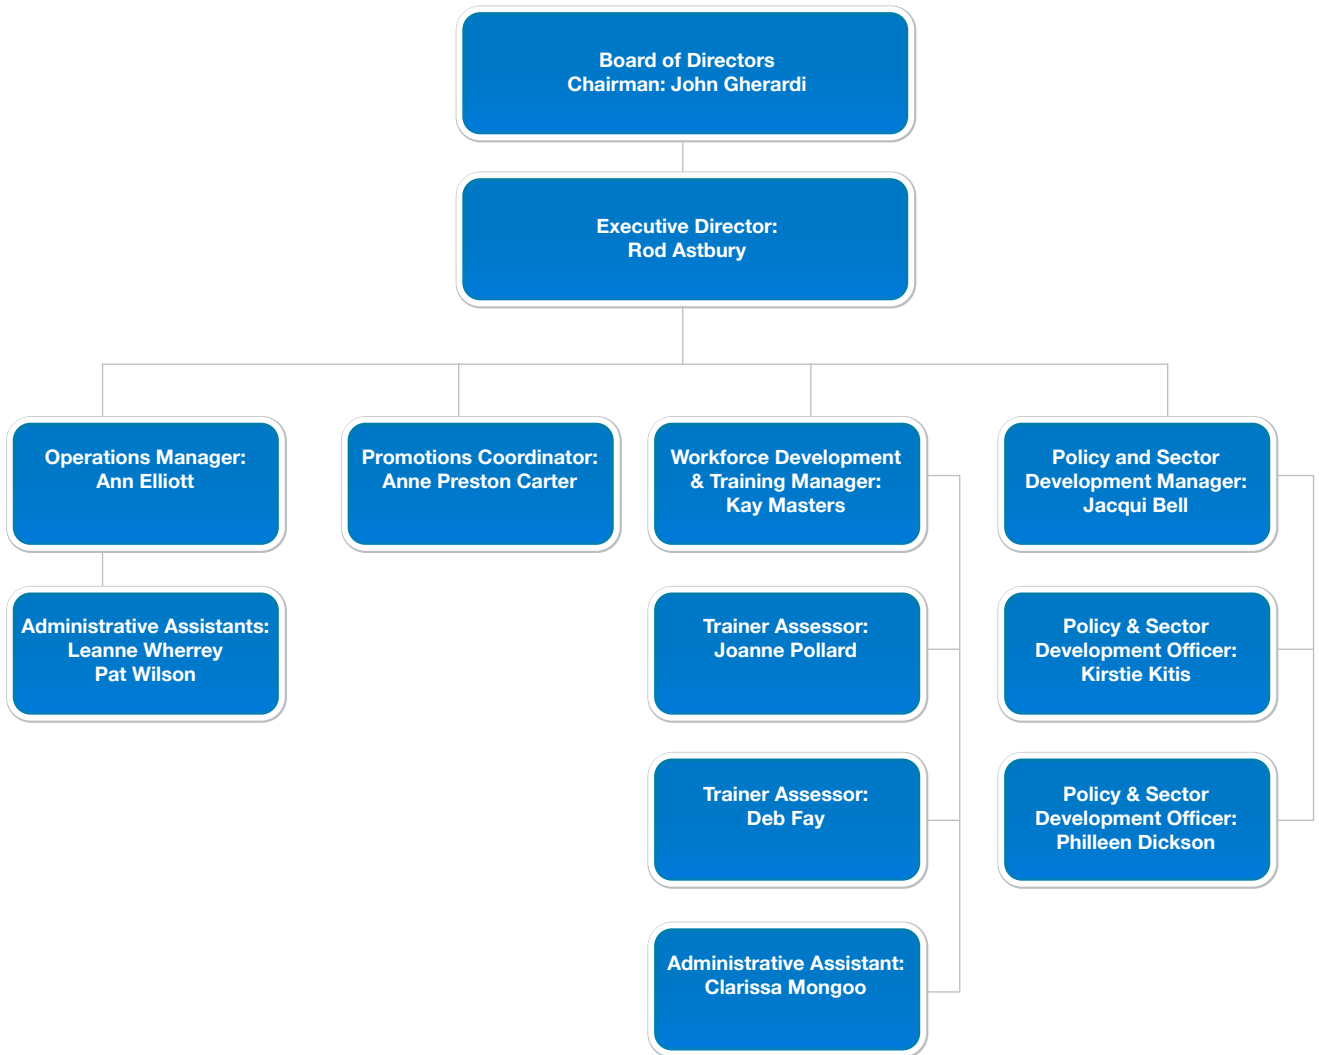 Board of Directors
Chairman: John Gherardi
Executive Director:
Rod Astbury
Operations Manager:
Ann Elliott
Promotions Coordinator:
Anne Preston Carter
Workforce Development
& Training Manager:
Kay Masters
Policy and Sector
Development Manager:
Jacqui Bell
Administrative Assistants:
Leanne Wherrey
Pat Wilson
Trainer Assessor:
Joanne Pollard
Policy & Sector
Development Officer:
Kirstie Kitis
Trainer Assessor:
Deb Fay
Policy & Sector
Development Officer:
Philleen Dickson
Administrative Assistant:
Clarissa Mongoo